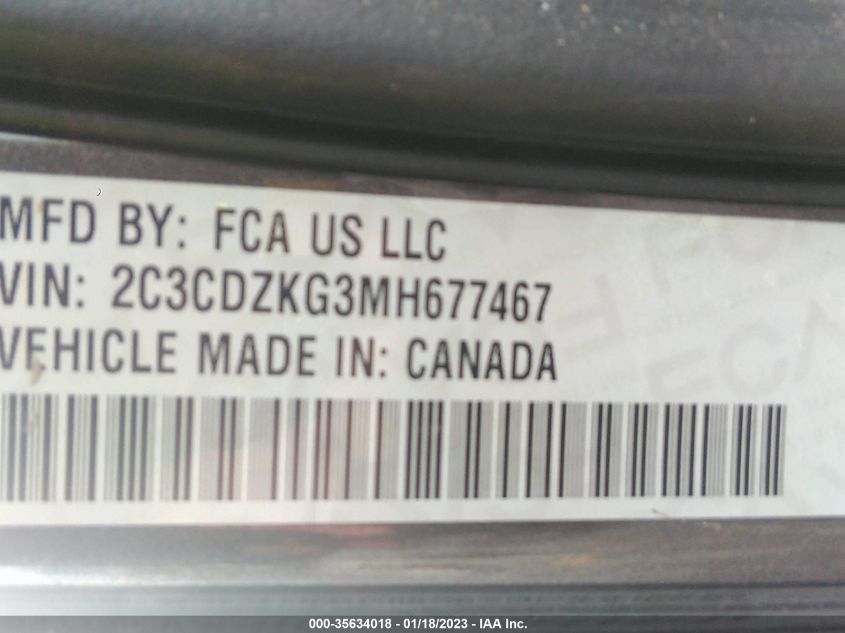 MFD BY: FCA US LLC
VIN: 2C3CDZKG3MH677467
VEHICLE MADE IN: CANADA
000-35634018 - 01/18/2023 - IAA Inc.